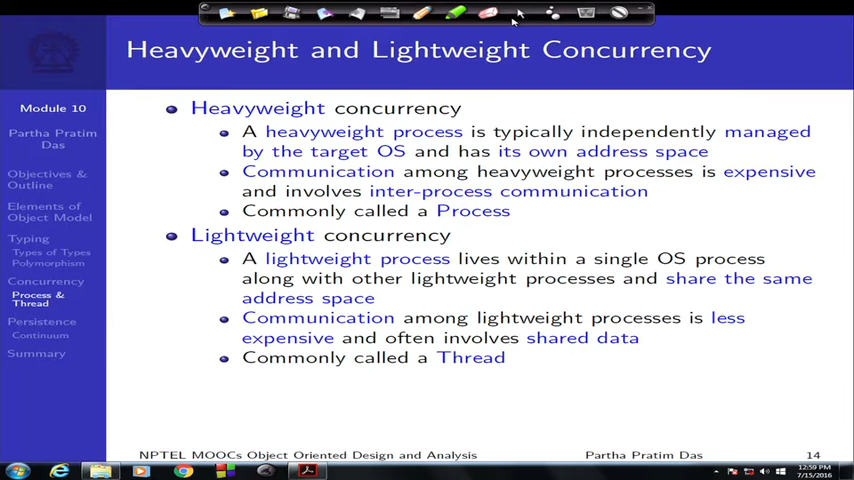 Heavyweight and Lightweight Concurrency
Module 10
Partha Pratim
Das
Objectives &
Outline
Elements of
Object Model
Typing
Types of Types
Polymorphism
Concurrency
Process &
Thread
Persistence
Continuum
Summary
Heavyweight concurrency
A heavyweight process is typically independently managed
by the target OS and has its own address space
Communication among heavyweight processes is expensive
and involves inter-process communication
Commonly called a Process
Lightweight concurrency
A lightweight process lives within a single OS process
along with other lightweight processes and share the same
address space
Communication among lightweight processes is less
expensive and often involves shared data
Commonly called a Thread
NPTEL MOOCs Object Oriented Design and Analysis Partha Pratim Das 14
12:59 PM
7/15/2016